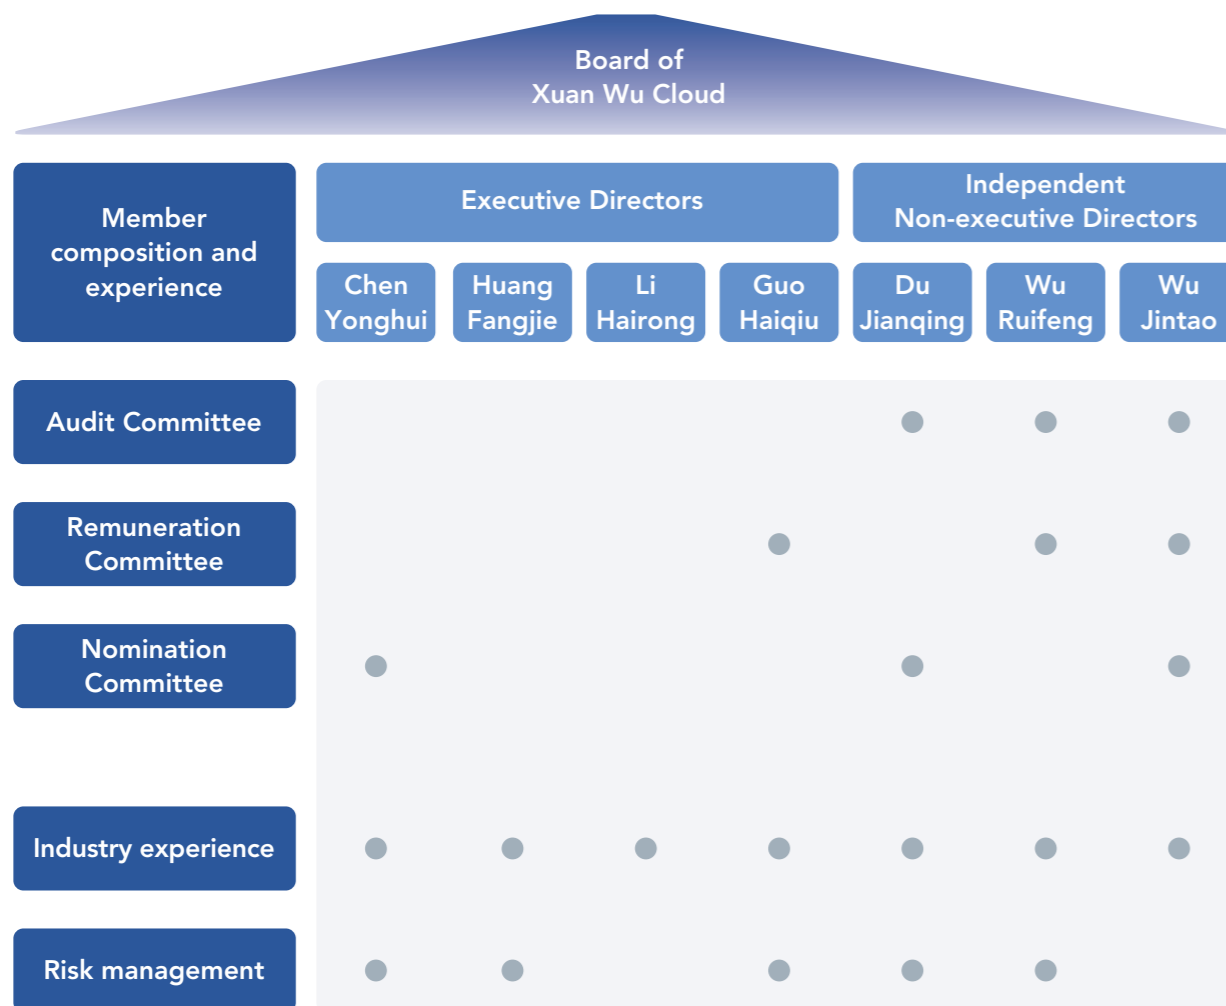 Board of
Xuan Wu Cloud
Member
composition and
experience
Executive Directors
Independent
Non-executive Directors
Chen
Yonghui
Huang
Fangjie
Li
Hairong
Guo
Haiqiu
Du
Jianqing
Wu
Ruifeng
Wu
Jintao
Audit Committee
Remuneration
Committee
Nomination
Committee
Industry experience
Risk management